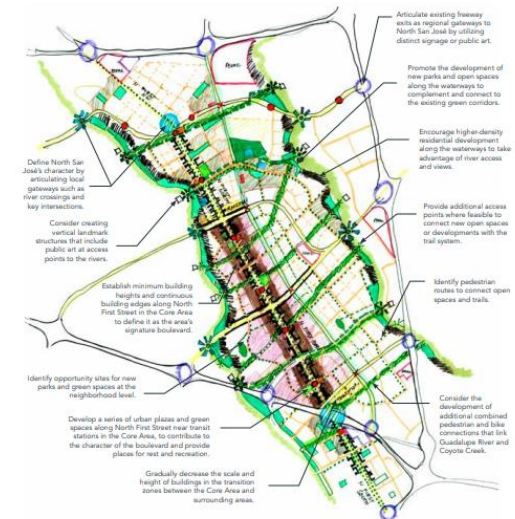 Articulate existing freeway
exits as regional gateways to
North San José by utilizing
distinct signage or public art.
Promote the development of
new parks and open spaces
along the waterways to
complement and connect to
the existing green corridors.
Encourage higher-density
residential development
along the waterways to take
advantage of river access
and views.
Define North San
José's character by
articulating local
gateways such as
river crossings and
key intersections.
Provide additional access
points where feasible to
connect new open spaces
or developments with the
trail system.
Consider creating
vertical landmark
structures that include
public art at access
points to the rivers.
Identify pedestrian
routes to connect open
spaces and trails.
Establish minimum building
heights and continuous
building edges along North
First Street in the Core Area
to define it as the area's
signature boulevard.
Identify opportunity sites for new
parks and green spaces at the
neighborhood level.
Consider the
development of
additional combined
pedestrian and bike
connections that link
Guadalupe River and
Coyote Creek.
Develop a series of urban plazas and green
spaces along North First Street near transit
stations in the Core Area, to contribute to
the character of the boulevard and provide
places for rest and recreation.
Gradually decrease the scale and
height of buildings in the transition
zones between the Core Area and
surrounding areas.